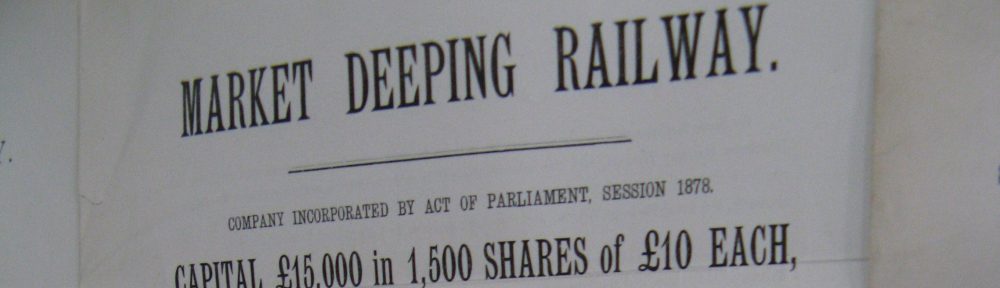 MARKET DEEPING RAILWAY.
COMPANY INCORPORATED BY ACT OF PARLIAMENT, SESSION 1878.
CAPITAL £15,000 in 1,500 SHARES of £10 EACH,